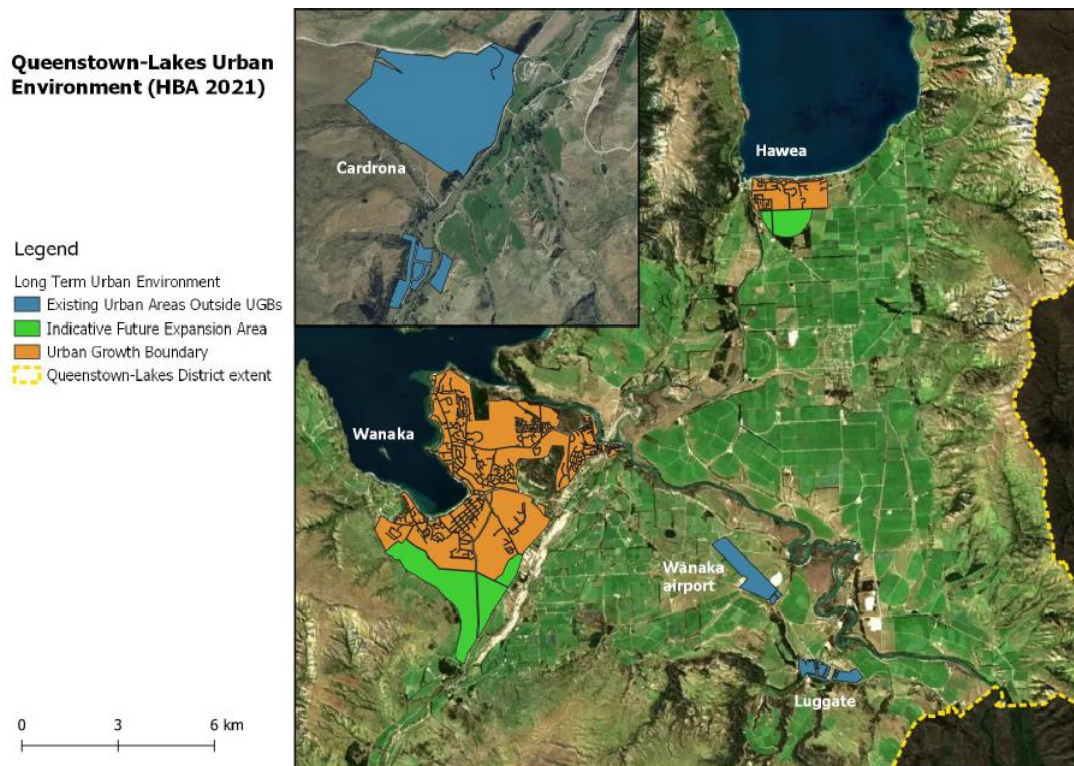 Queenstown-Lakes Urban
Environment (HBA 2021)
Legend
Long Term Urban Environment
Existing Urban Areas Outside UGBs
Indicative Future Expansion Area
Urban Growth Boundary
Queenstown-Lakes District extent
0 3 6 km
Cardrona
Hawea
Wanaka
Wānaka
airport
Luggate